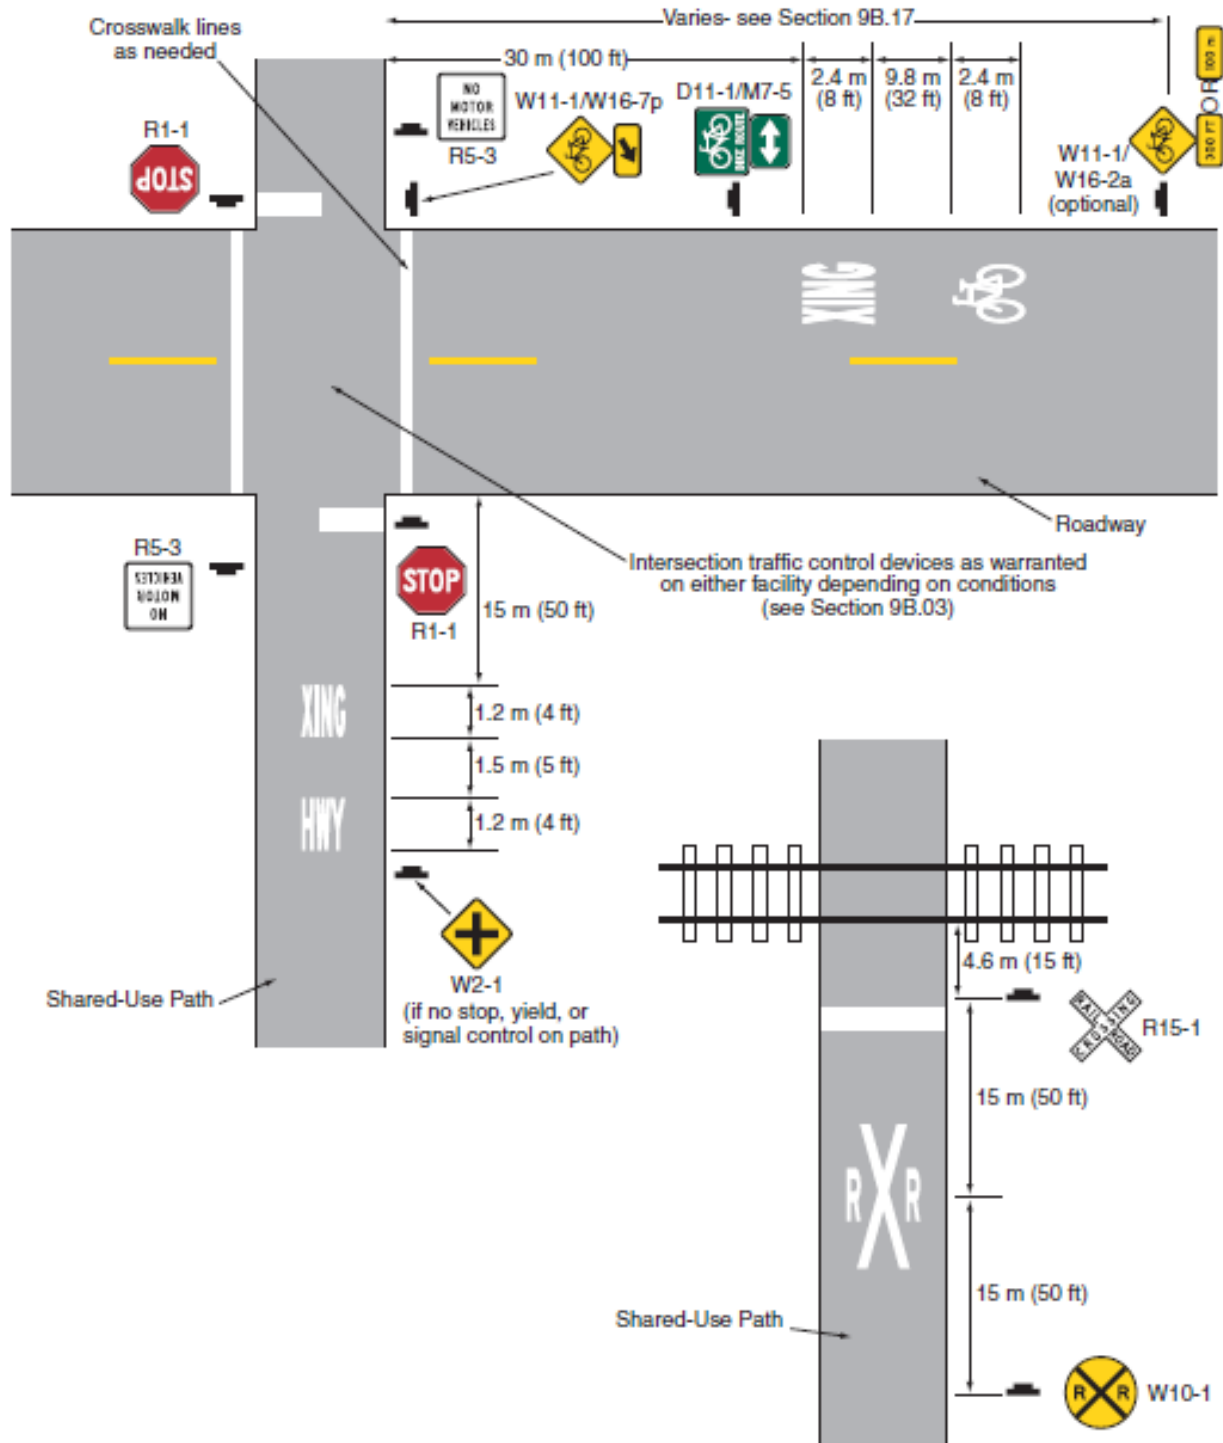 Varies- see Section 9B.17
Crosswalk lines
as needed
30 m (100 ft)
2.4 m
(8 ft)
9.8 m
(32 ft)
2.4 m
(8 ft)
NO
MOTOR
VEHICLES
R5-3
W11-1/W16-7p
D11-1/M7-5
BIKE ROUTE
W11-1/
W16-2a
(optional)
300 FT
OR
100 m
R1-1
STOP
XING
Roadway
R5-3
NO
MOTOR
VEHICLES
STOP
R1-1
15 m (50 ft)
Intersection traffic control devices as warranted
on either facility depending on conditions
(see Section 9B.03)
XING
1.2 m (4 ft)
1.5 m (5 ft)
HWY
1.2 m (4 ft)
W2-1
(if no stop, yield, or
signal control on path)
Shared-Use Path
4.6 m (15 ft)
RAIL ROAD
CROSSING
R15-1
15 m (50 ft)
R X R
15 m (50 ft)
Shared-Use Path
R R
W10-1